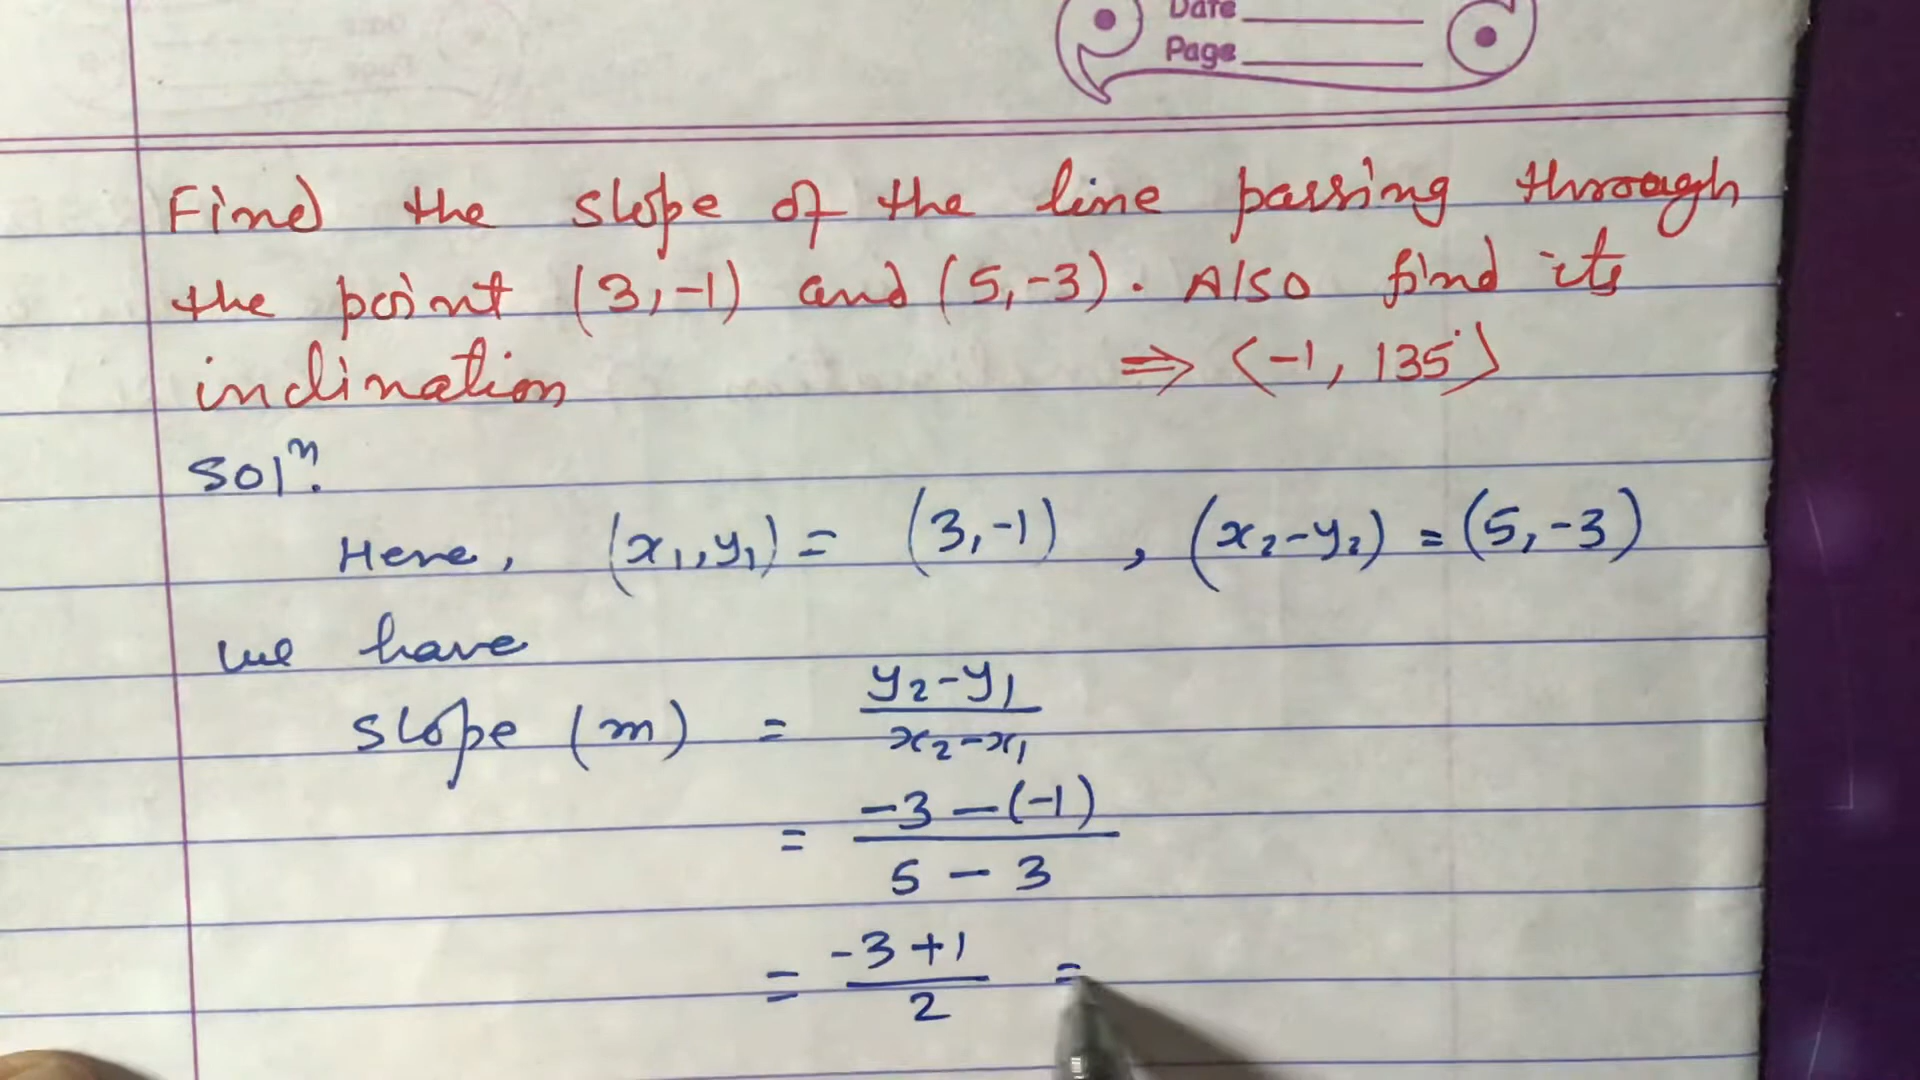 Date
Page
Find the slope of the line passing through
the point (3,-1) and (5,-3). Also find its
inclination ⇒ (-1, 135°)
Solⁿ:
Here, (x₁,y₁) = (3,-1) , (x₂-y₂) = (5,-3)
we have
slope (m) = y₂-y₁
x₂-x₁
= -3-(-1)
5-3
= -3+1 =
2